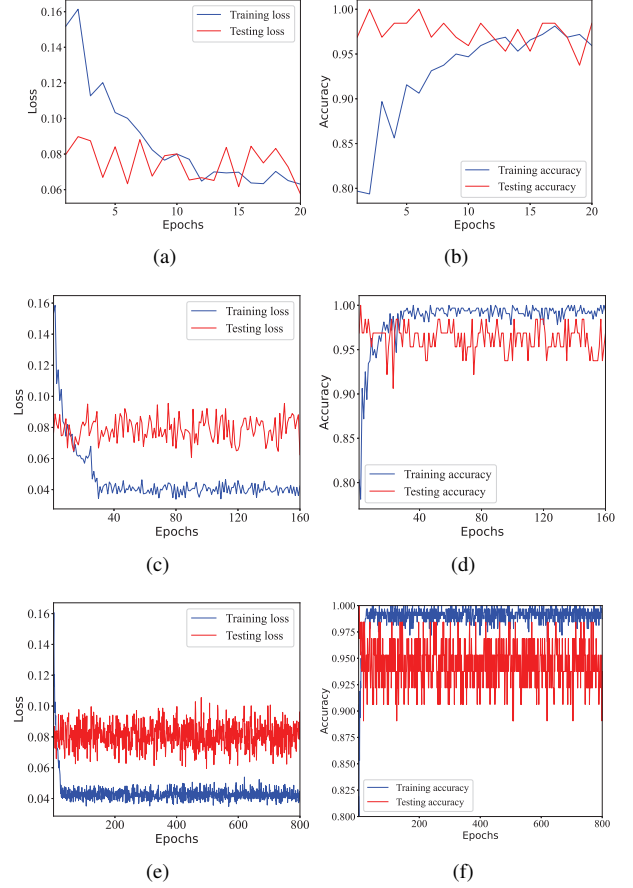 0.16
0.14
0.12
0.10
0.08
0.06
Loss
Training loss
Testing loss
5
10
15
20
Epochs
(a)
1.00
0.95
0.90
0.85
0.80
Accuracy
Training accuracy
Testing accuracy
5
10
15
20
Epochs
(b)
0.16
0.14
0.12
0.10
0.08
0.06
0.04
Loss
Training loss
Testing loss
40
80
120
160
Epochs
(c)
1.00
0.95
0.90
0.85
0.80
Accuracy
Training accuracy
Testing accuracy
40
80
120
160
Epochs
(d)
0.16
0.14
0.12
0.10
0.08
0.06
0.04
Loss
Training loss
Testing loss
200
400
600
800
Epochs
(e)
1.000
0.975
0.950
0.925
0.900
0.875
0.850
0.825
0.800
Accuracy
Training accuracy
Testing accuracy
200
400
600
800
Epochs
(f)